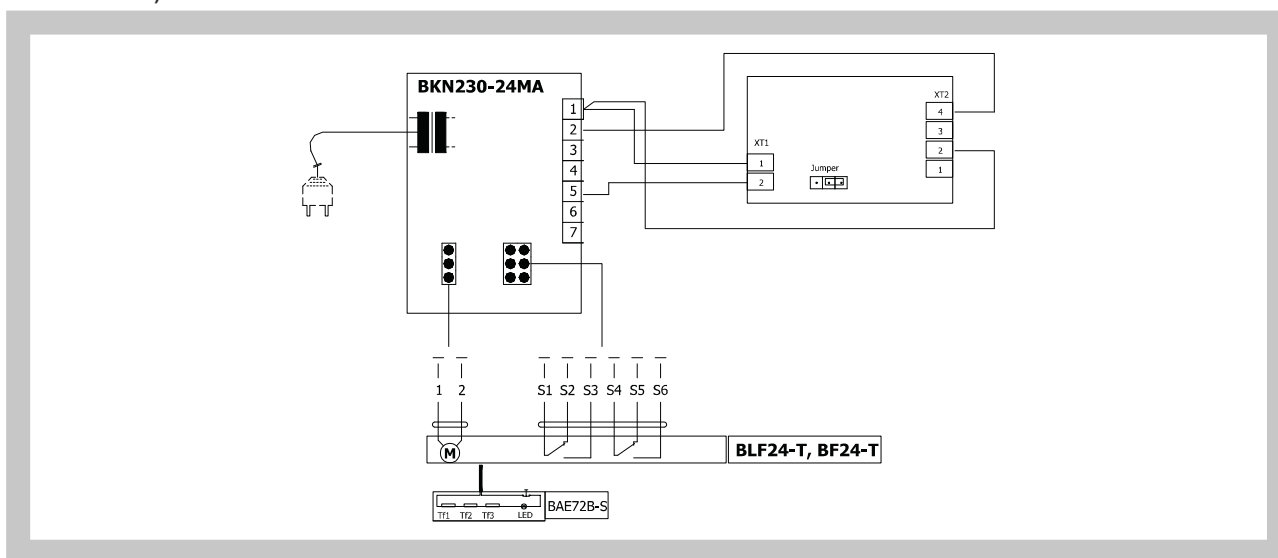 BKN230-24MA
1
2
3
4
5
6
7
XT1
1
2
Jumper
XT2
4
3
2
1
1 2 S1 S2 S3 S4 S5 S6
M
BLF24-T, BF24-T
Tf1 Tf2 Tf3 LED
BAE72B-S